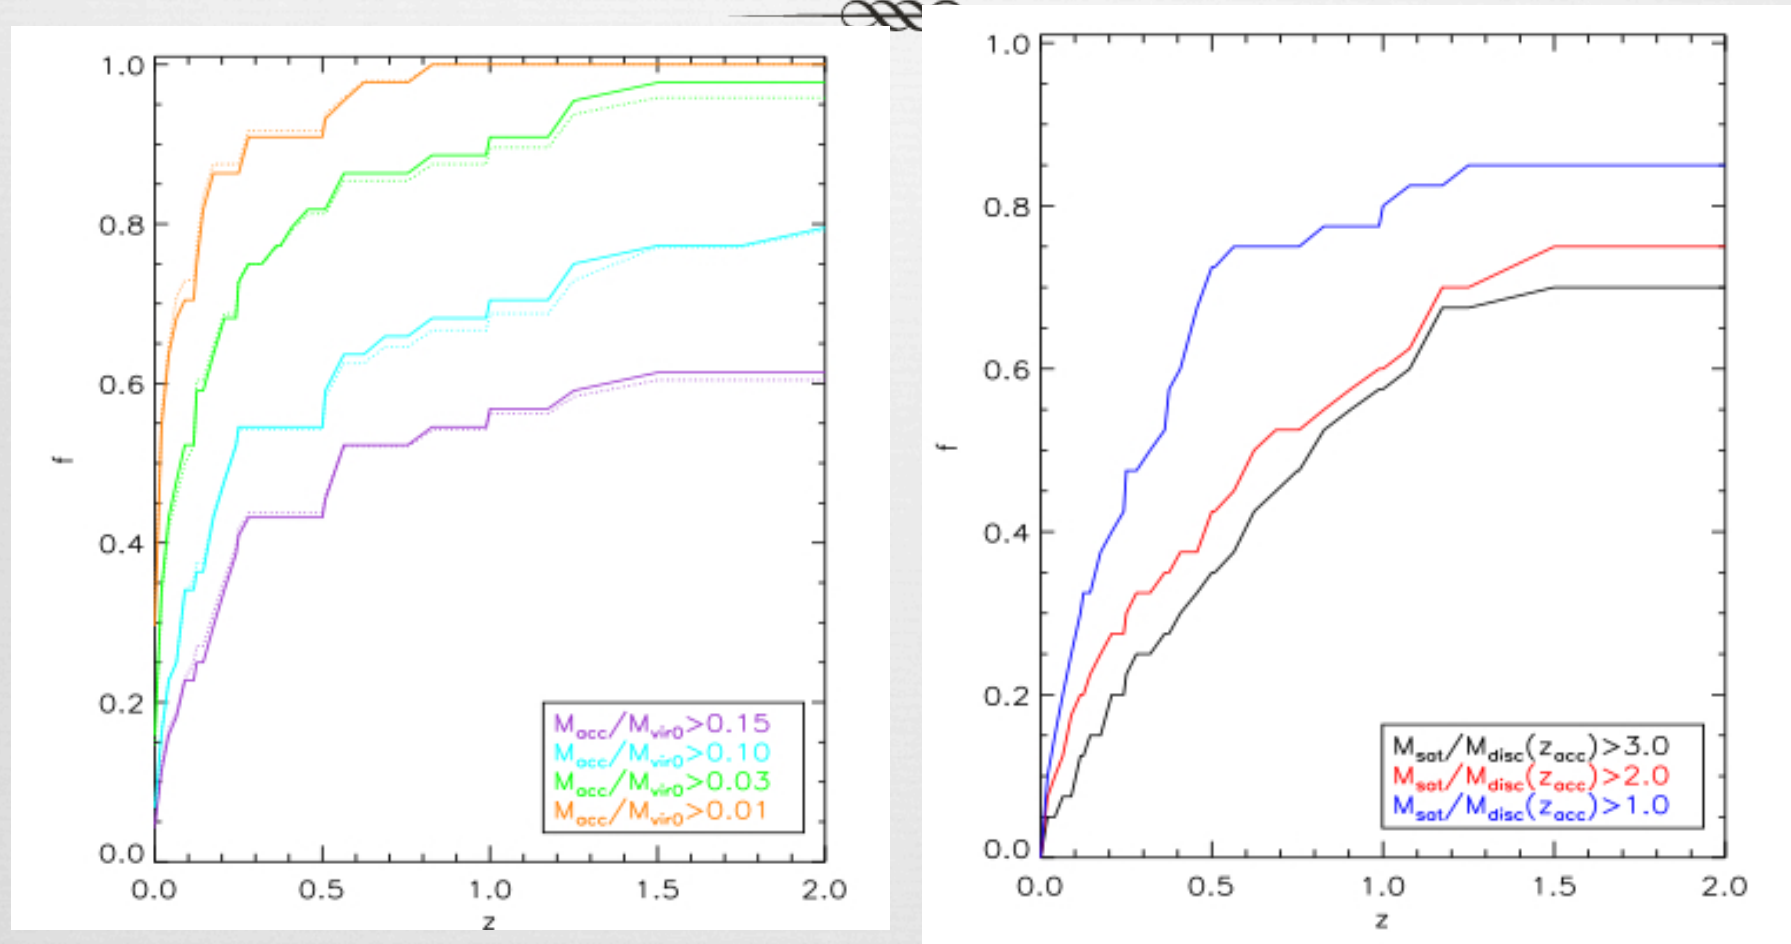 1.0
0.8
0.6
0.4
0.2
0.0
f
0.0 0.5 1.0 1.5 2.0
z
Macc/Mvir0>0.15
Macc/Mvir0>0.10
Macc/Mvir0>0.03
Macc/Mvir0>0.01
1.0
0.8
0.6
0.4
0.2
0.0
f
0.0 0.5 1.0 1.5 2.0
z
Msat/Mdisc(zacc)>3.0
Msat/Mdisc(zacc)>2.0
Msat/Mdisc(zacc)>1.0